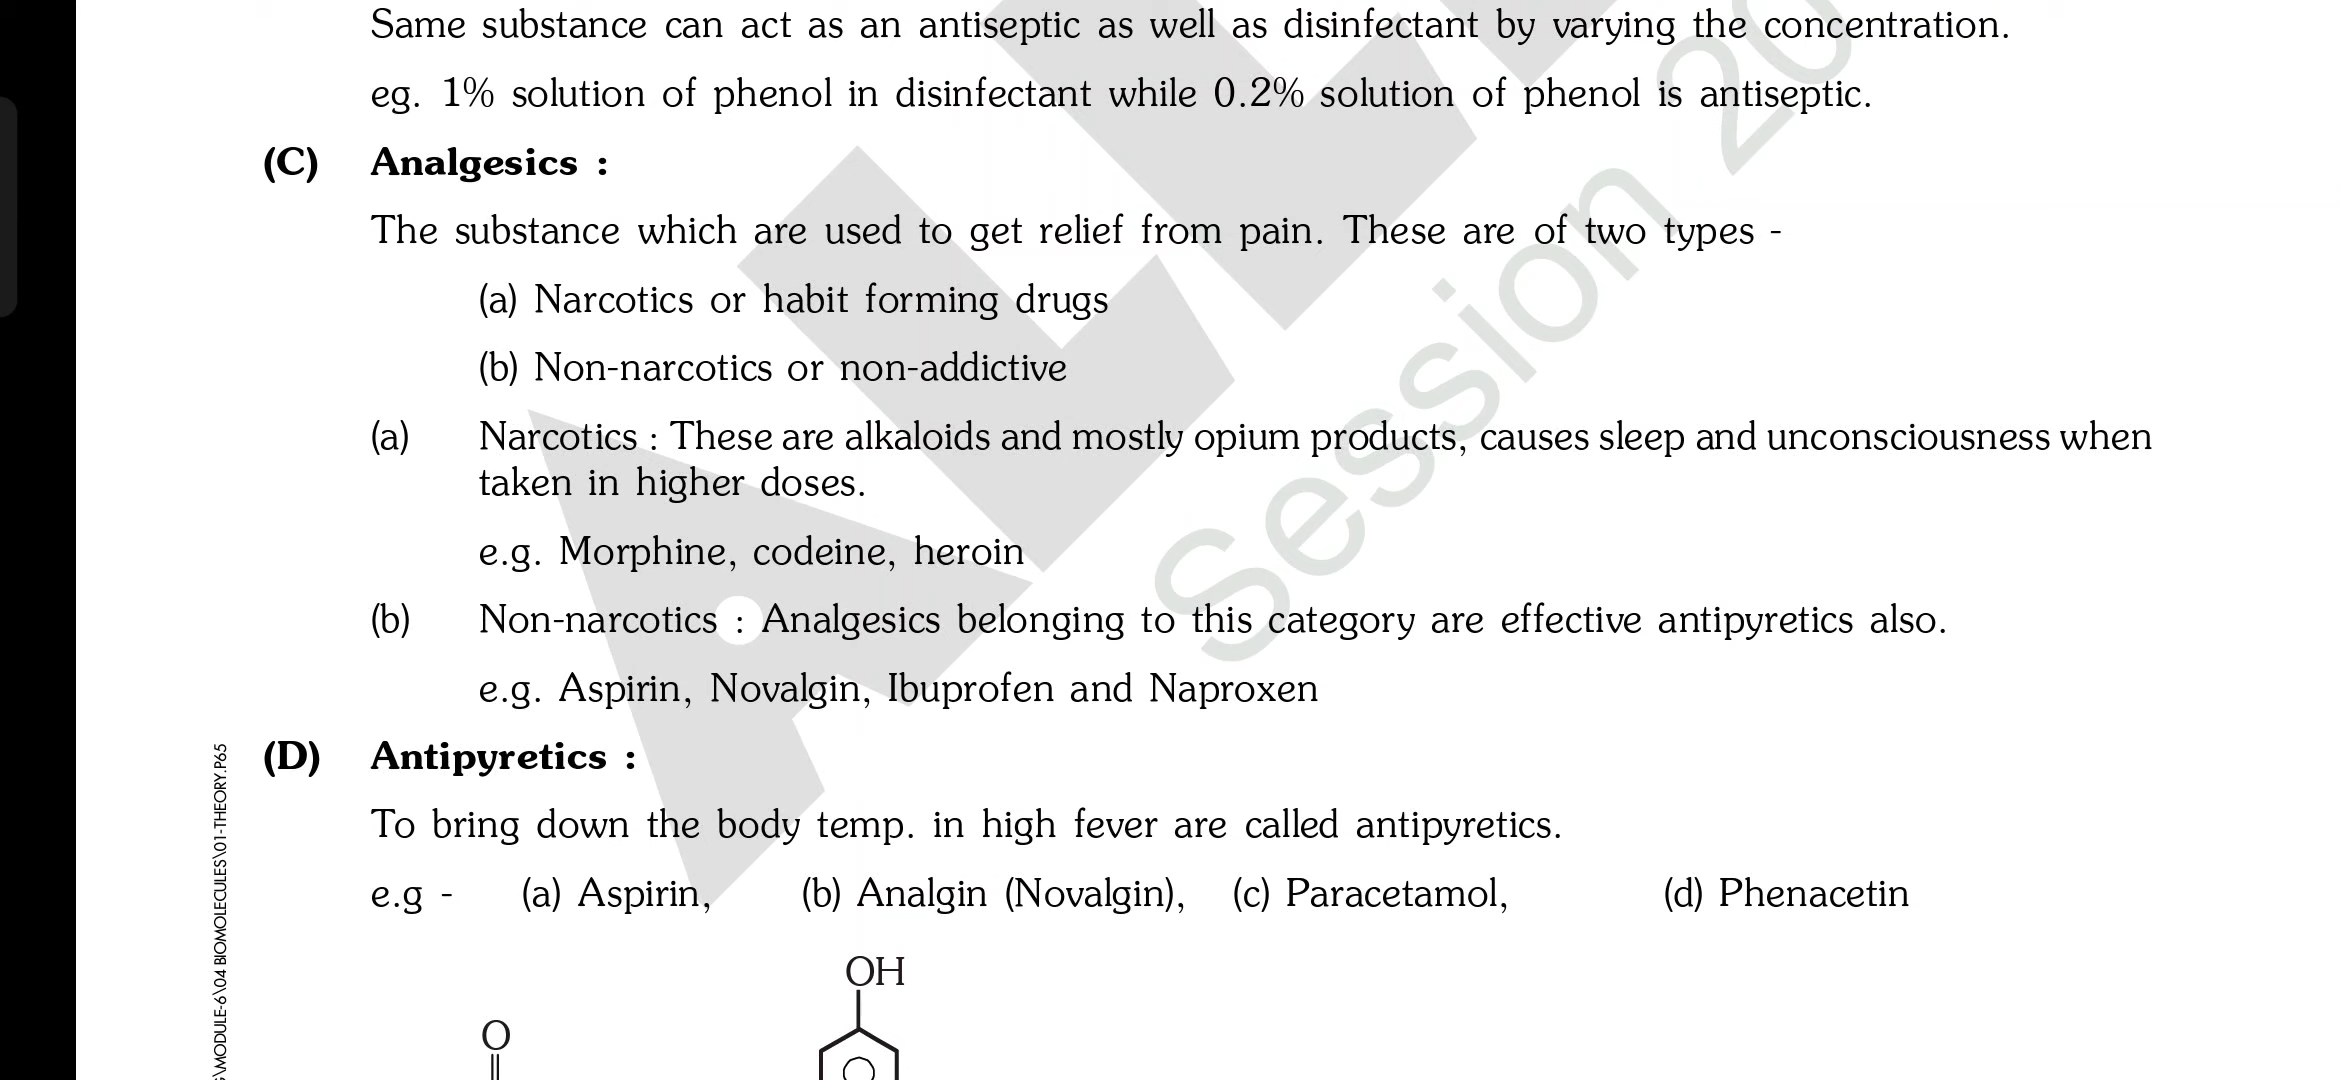 Same substance can act as an antiseptic as well as disinfectant by varying the concentration.
eg. 1% solution of phenol in disinfectant while 0.2% solution of phenol is antiseptic.
(C) Analgesics :
The substance which are used to get relief from pain. These are of two types -
(a) Narcotics or habit forming drugs
(b) Non-narcotics or non-addictive
(a) Narcotics : These are alkaloids and mostly opium products, causes sleep and unconsciousness when
taken in higher doses.
e.g. Morphine, codeine, heroin
(b) Non-narcotics : Analgesics belonging to this category are effective antipyretics also.
e.g. Aspirin, Novalgin, Ibuprofen and Naproxen
(D) Antipyretics :
To bring down the body temp. in high fever are called antipyretics.
e.g - (a) Aspirin, (b) Analgin (Novalgin), (c) Paracetamol, (d) Phenacetin
OH
O
\MODULE-6\04 BIOMOLECULES\01-THEORY.P65
Session 20